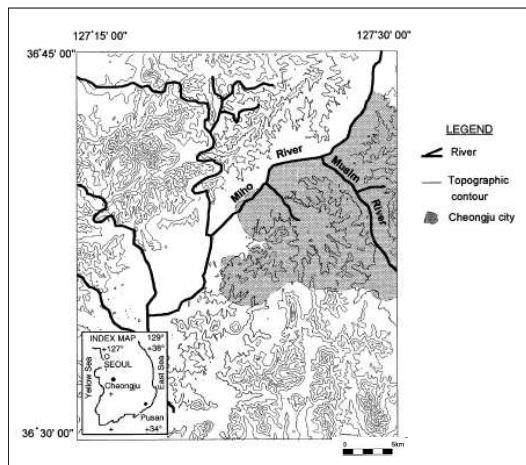 127° 15' 00"
127° 30' 00"
36° 45' 00"
36° 30' 00"
Miho River
Musim River
LEGEND
River
Topographic
contour
Cheongju city
INDEX MAP
129°
+127°
+38°
SEOUL
Yellow Sea
East Sea
Cheongju
Pusan
+34°
0
5km